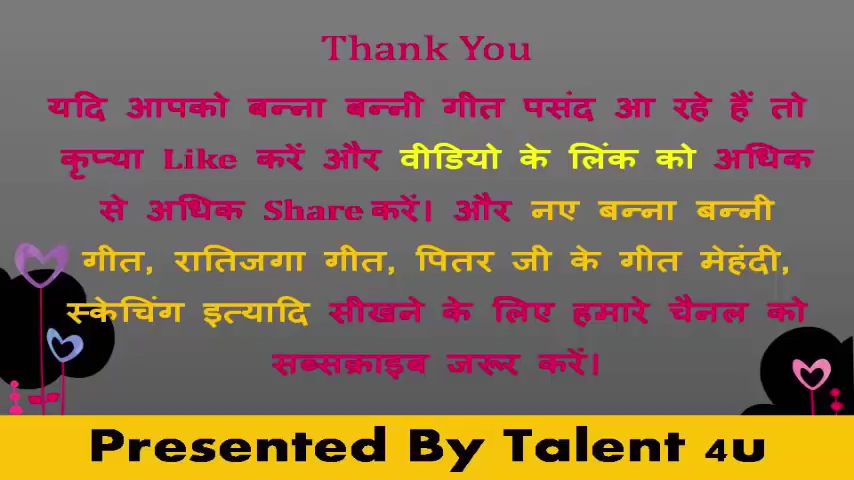 Thank You
यदि आपको बन्ना बन्नी गीत पसंद आ रहे हैं तो
कृप्या Like करें और वीडियो के लिंक को अधिक
से अधिक Share करें। और नए बन्ना बन्नी
गीत, रातिजगा गीत, पितर जी के गीत मेहंदी,
स्केचिंग इत्यादि सीखने के लिए हमारे चैनल को
सब्सक्राइब जरूर करें।
Presented By Talent 4u